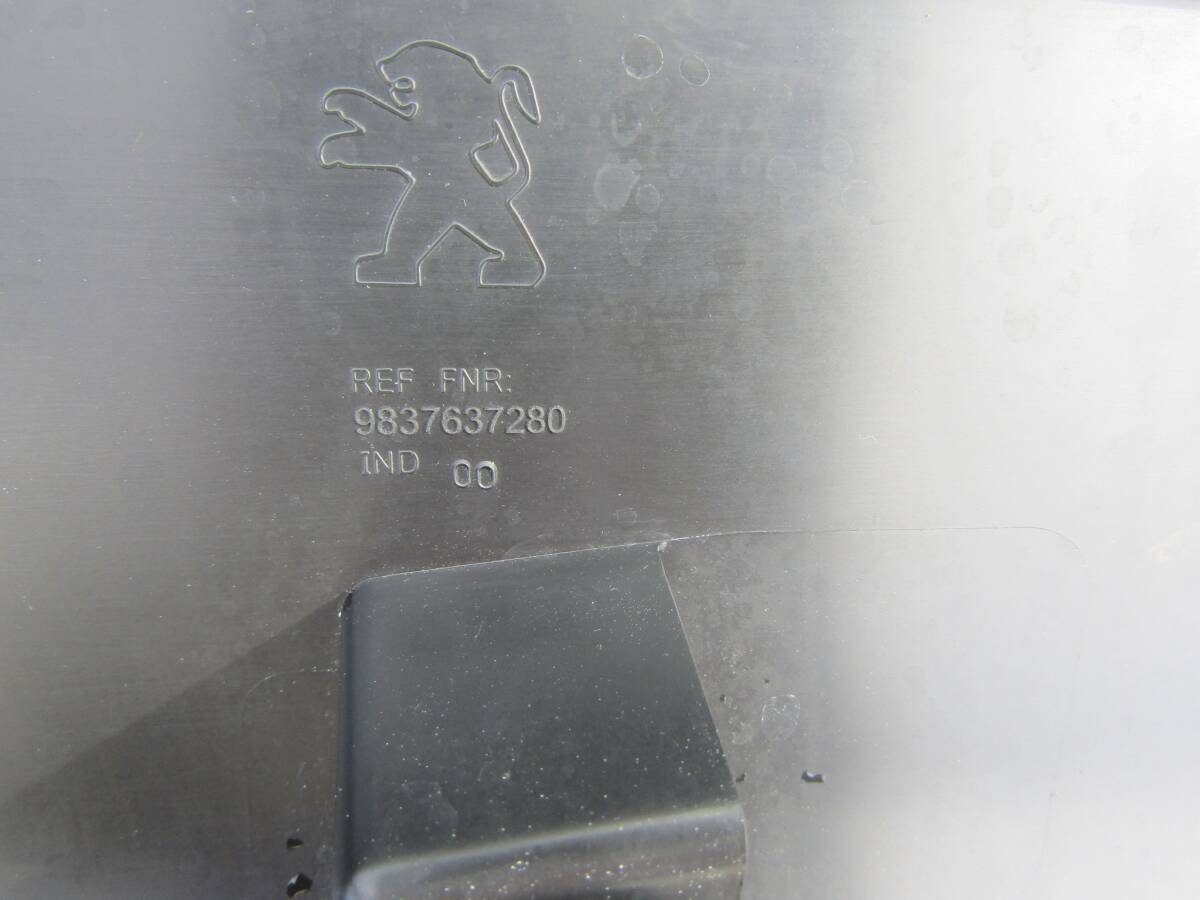 REF FNR:
9837637280
IND 00